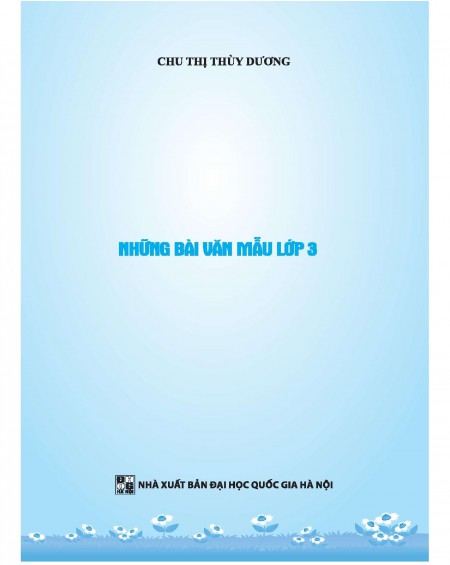 CHU THỊ THÙY DƯƠNG
NHỮNG BÀI VĂN MẪU LỚP 3
NHÀ XUẤT BẢN ĐẠI HỌC QUỐC GIA HÀ NỘI